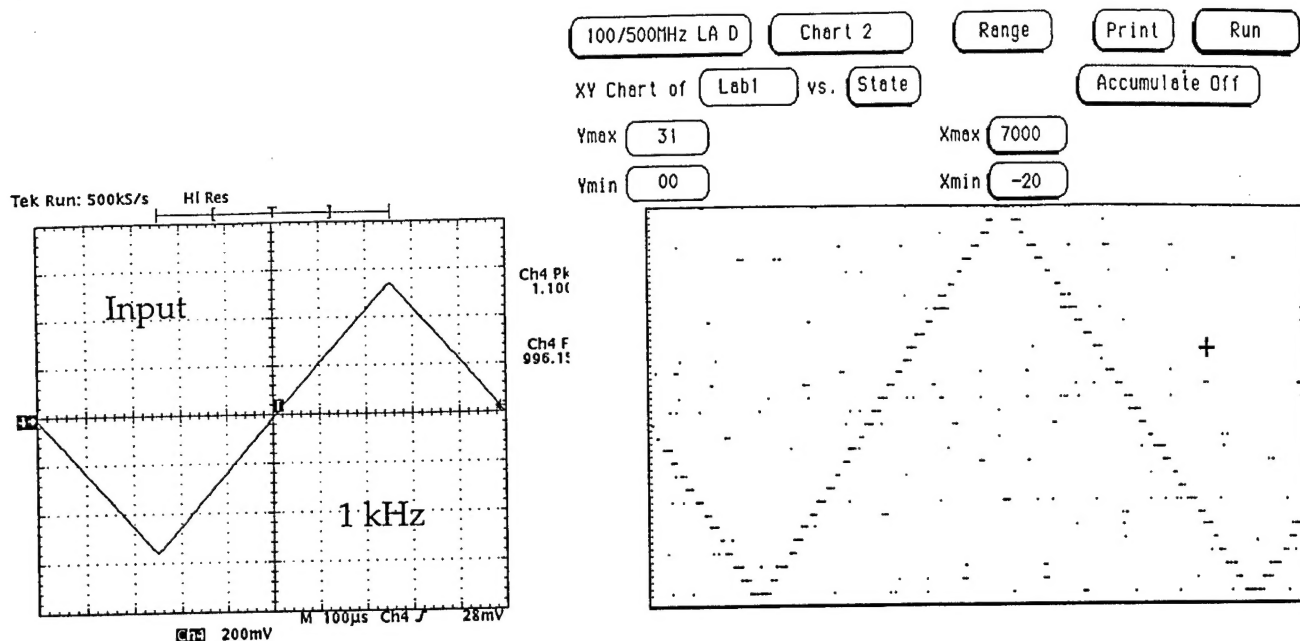 100/500MHz LA D Chart 2 Range Print Run
XY Chart of Lab1 vs. State Accumulate Off
Ymax 31 Xmax 7000
Ymin 00 Xmin -20
Tek Run: 500kS/s Hi Res
Input
Ch4 Pk
1.100
Ch4 F
996.15
1 kHz
M 100µs Ch4 28mV
Ch4 200mV